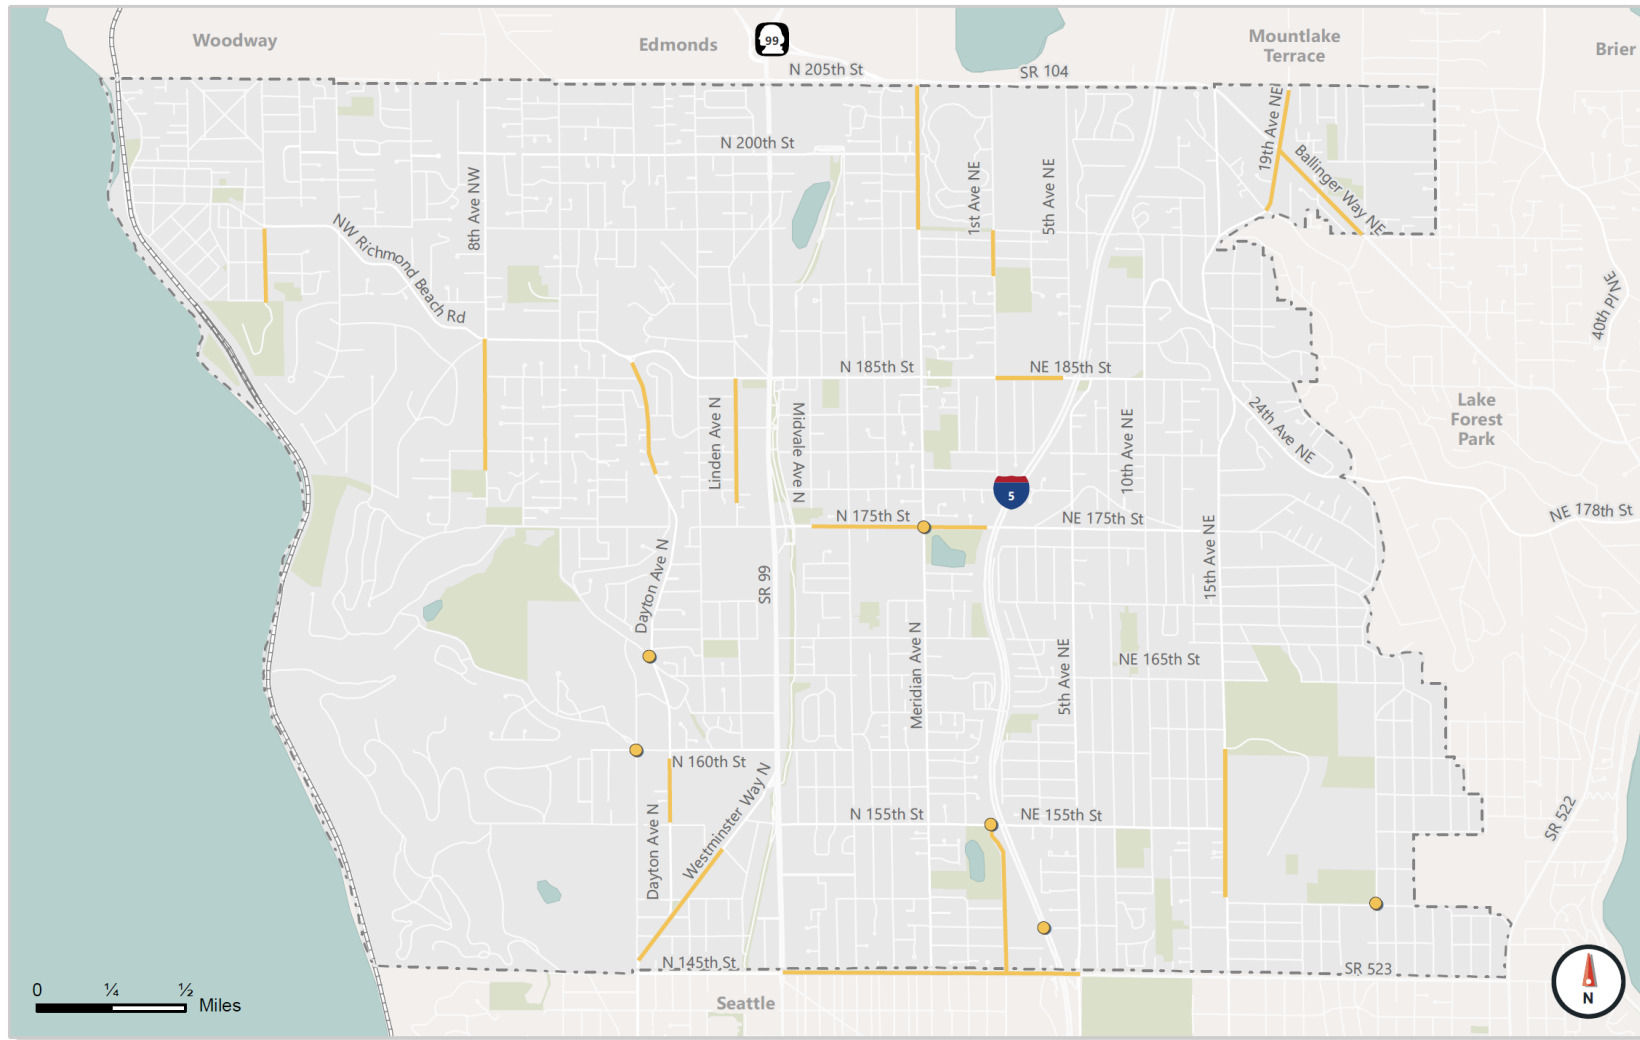 Woodway
Edmonds
99
Mountlake
Terrace
Brier
N 205th St
SR 104
N 200th St
19th Ave NE
Ballinger Way NE
8th Ave NW
1st Ave NE
5th Ave NE
NW Richmond Beach Rd
40th Pl NE
N 185th St
NE 185th St
Linden Ave N
Midvale Ave N
10th Ave NE
24th Ave NE
Lake
Forest
Park
5
N 175th St
NE 175th St
NE 178th St
Dayton Ave N
SR 99
15th Ave NE
Meridian Ave N
5th Ave NE
NE 165th St
N 160th St
Westminster Way N
Dayton Ave N
N 155th St
NE 155th St
SR 522
N 145th St
SR 523
0
¼
½
Miles
Seattle
N